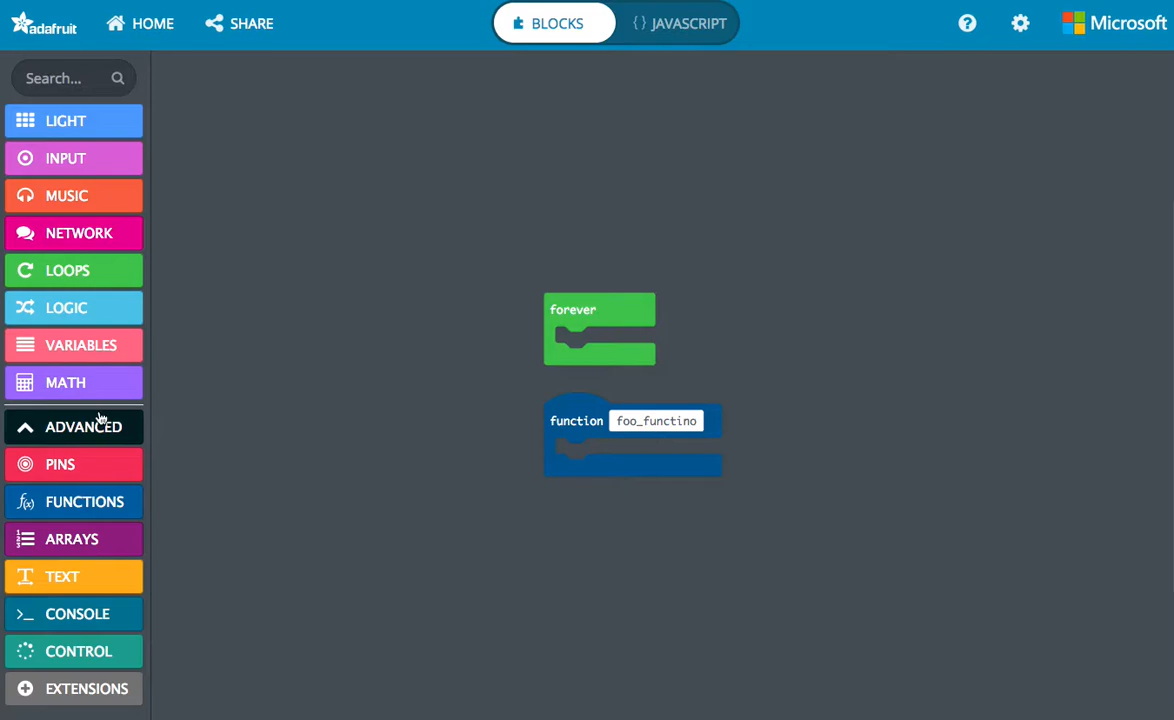 adafruit HOME SHARE BLOCKS {} JAVASCRIPT ? Microsoft
Search...
LIGHT
INPUT
MUSIC
NETWORK
LOOPS
LOGIC
VARIABLES
MATH
ADVANCED
PINS
f(x) FUNCTIONS
ARRAYS
TEXT
>_ CONSOLE
CONTROL
EXTENSIONS
forever
function foo_functino